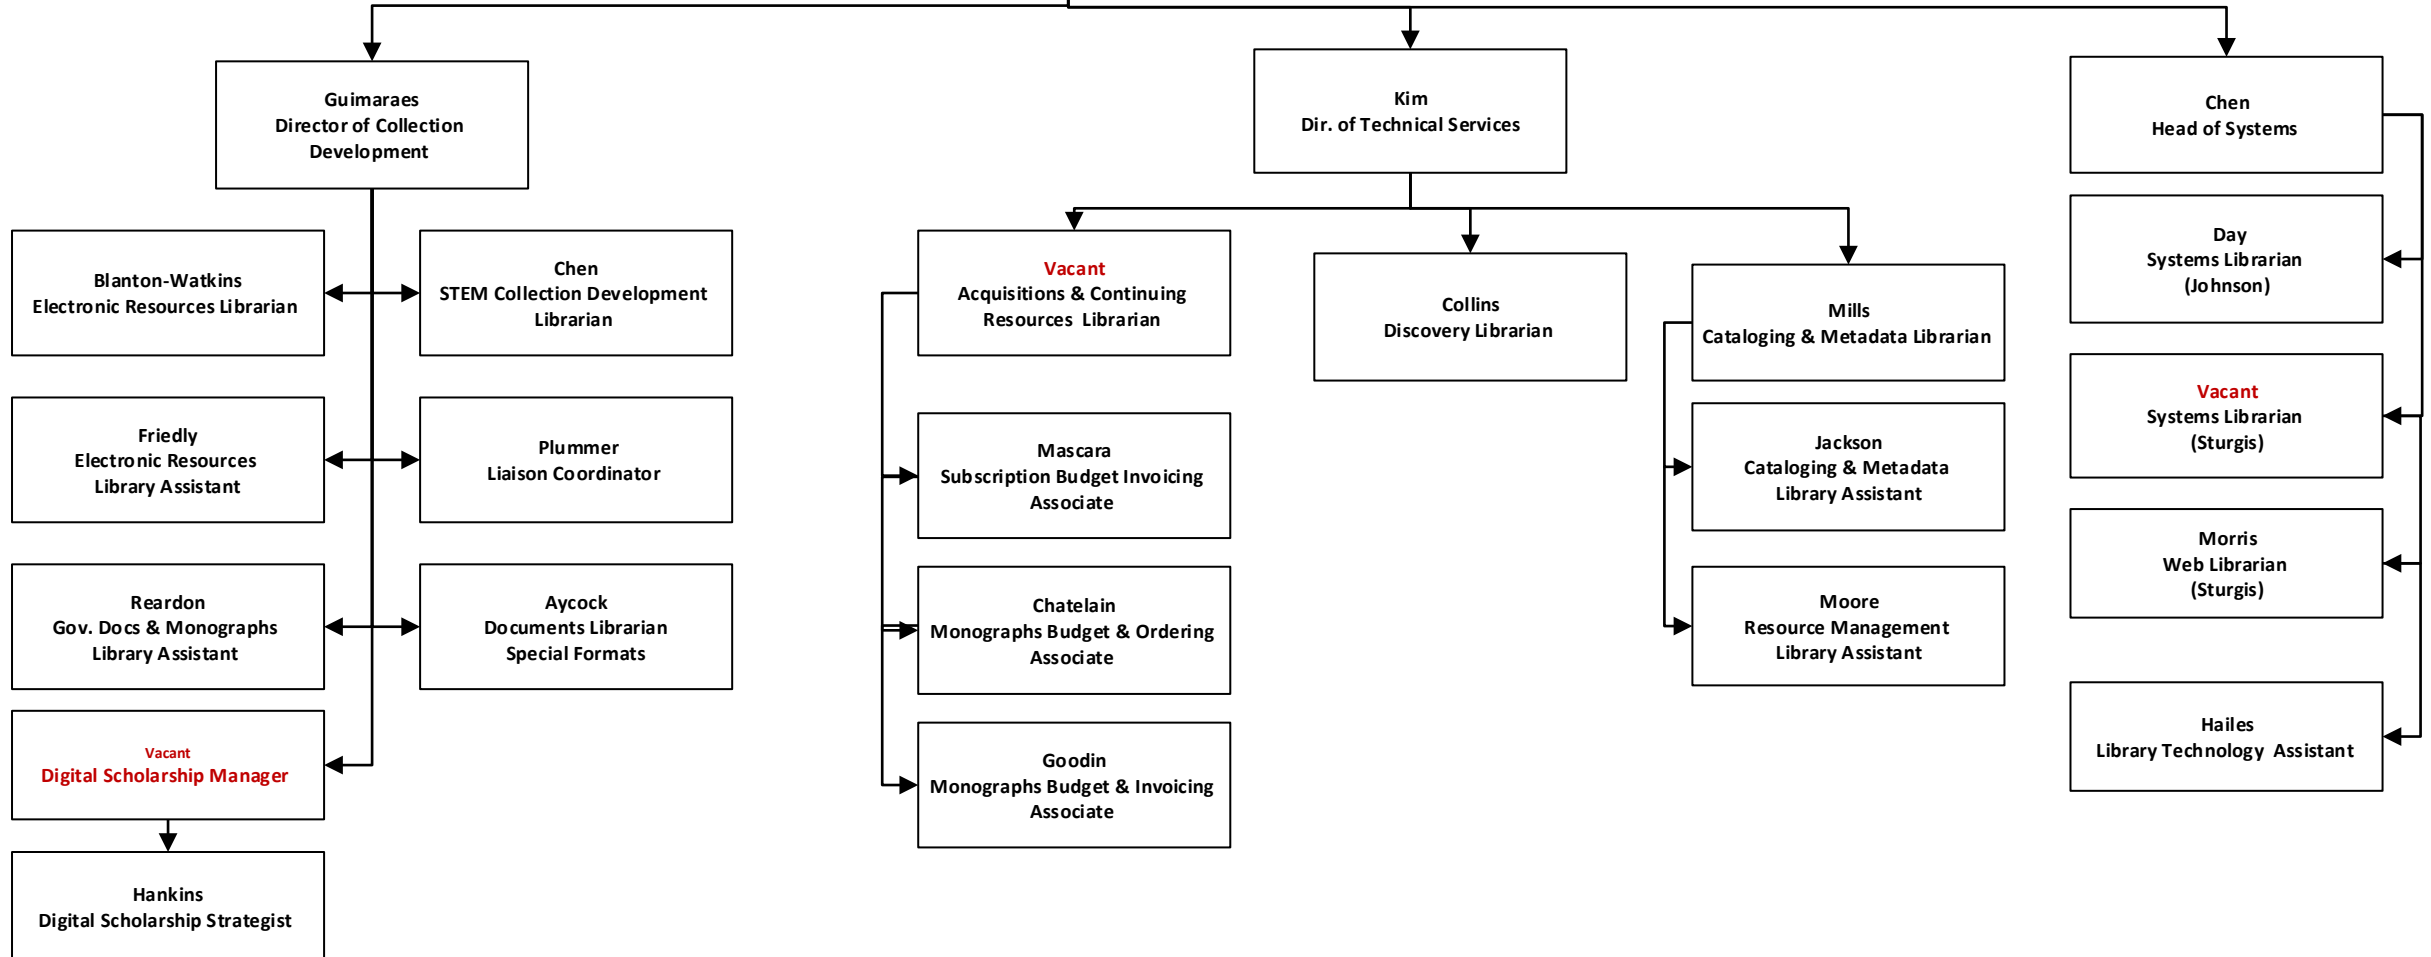 Guimaraes
Director of Collection
Development
Kim
Dir. of Technical Services
Chen
Head of Systems
Blanton-Watkins
Electronic Resources Librarian
Chen
STEM Collection Development
Librarian
Friedly
Electronic Resources
Library Assistant
Plummer
Liaison Coordinator
Reardon
Gov. Docs & Monographs
Library Assistant
Aycock
Documents Librarian
Special Formats
Vacant
Digital Scholarship Manager
Hankins
Digital Scholarship Strategist
Vacant
Acquisitions & Continuing
Resources Librarian
Mascara
Subscription Budget Invoicing
Associate
Chatelain
Monographs Budget & Ordering
Associate
Goodin
Monographs Budget & Invoicing
Associate
Collins
Discovery Librarian
Mills
Cataloging & Metadata Librarian
Jackson
Cataloging & Metadata
Library Assistant
Moore
Resource Management
Library Assistant
Day
Systems Librarian
(Johnson)
Vacant
Systems Librarian
(Sturgis)
Morris
Web Librarian
(Sturgis)
Hailes
Library Technology Assistant